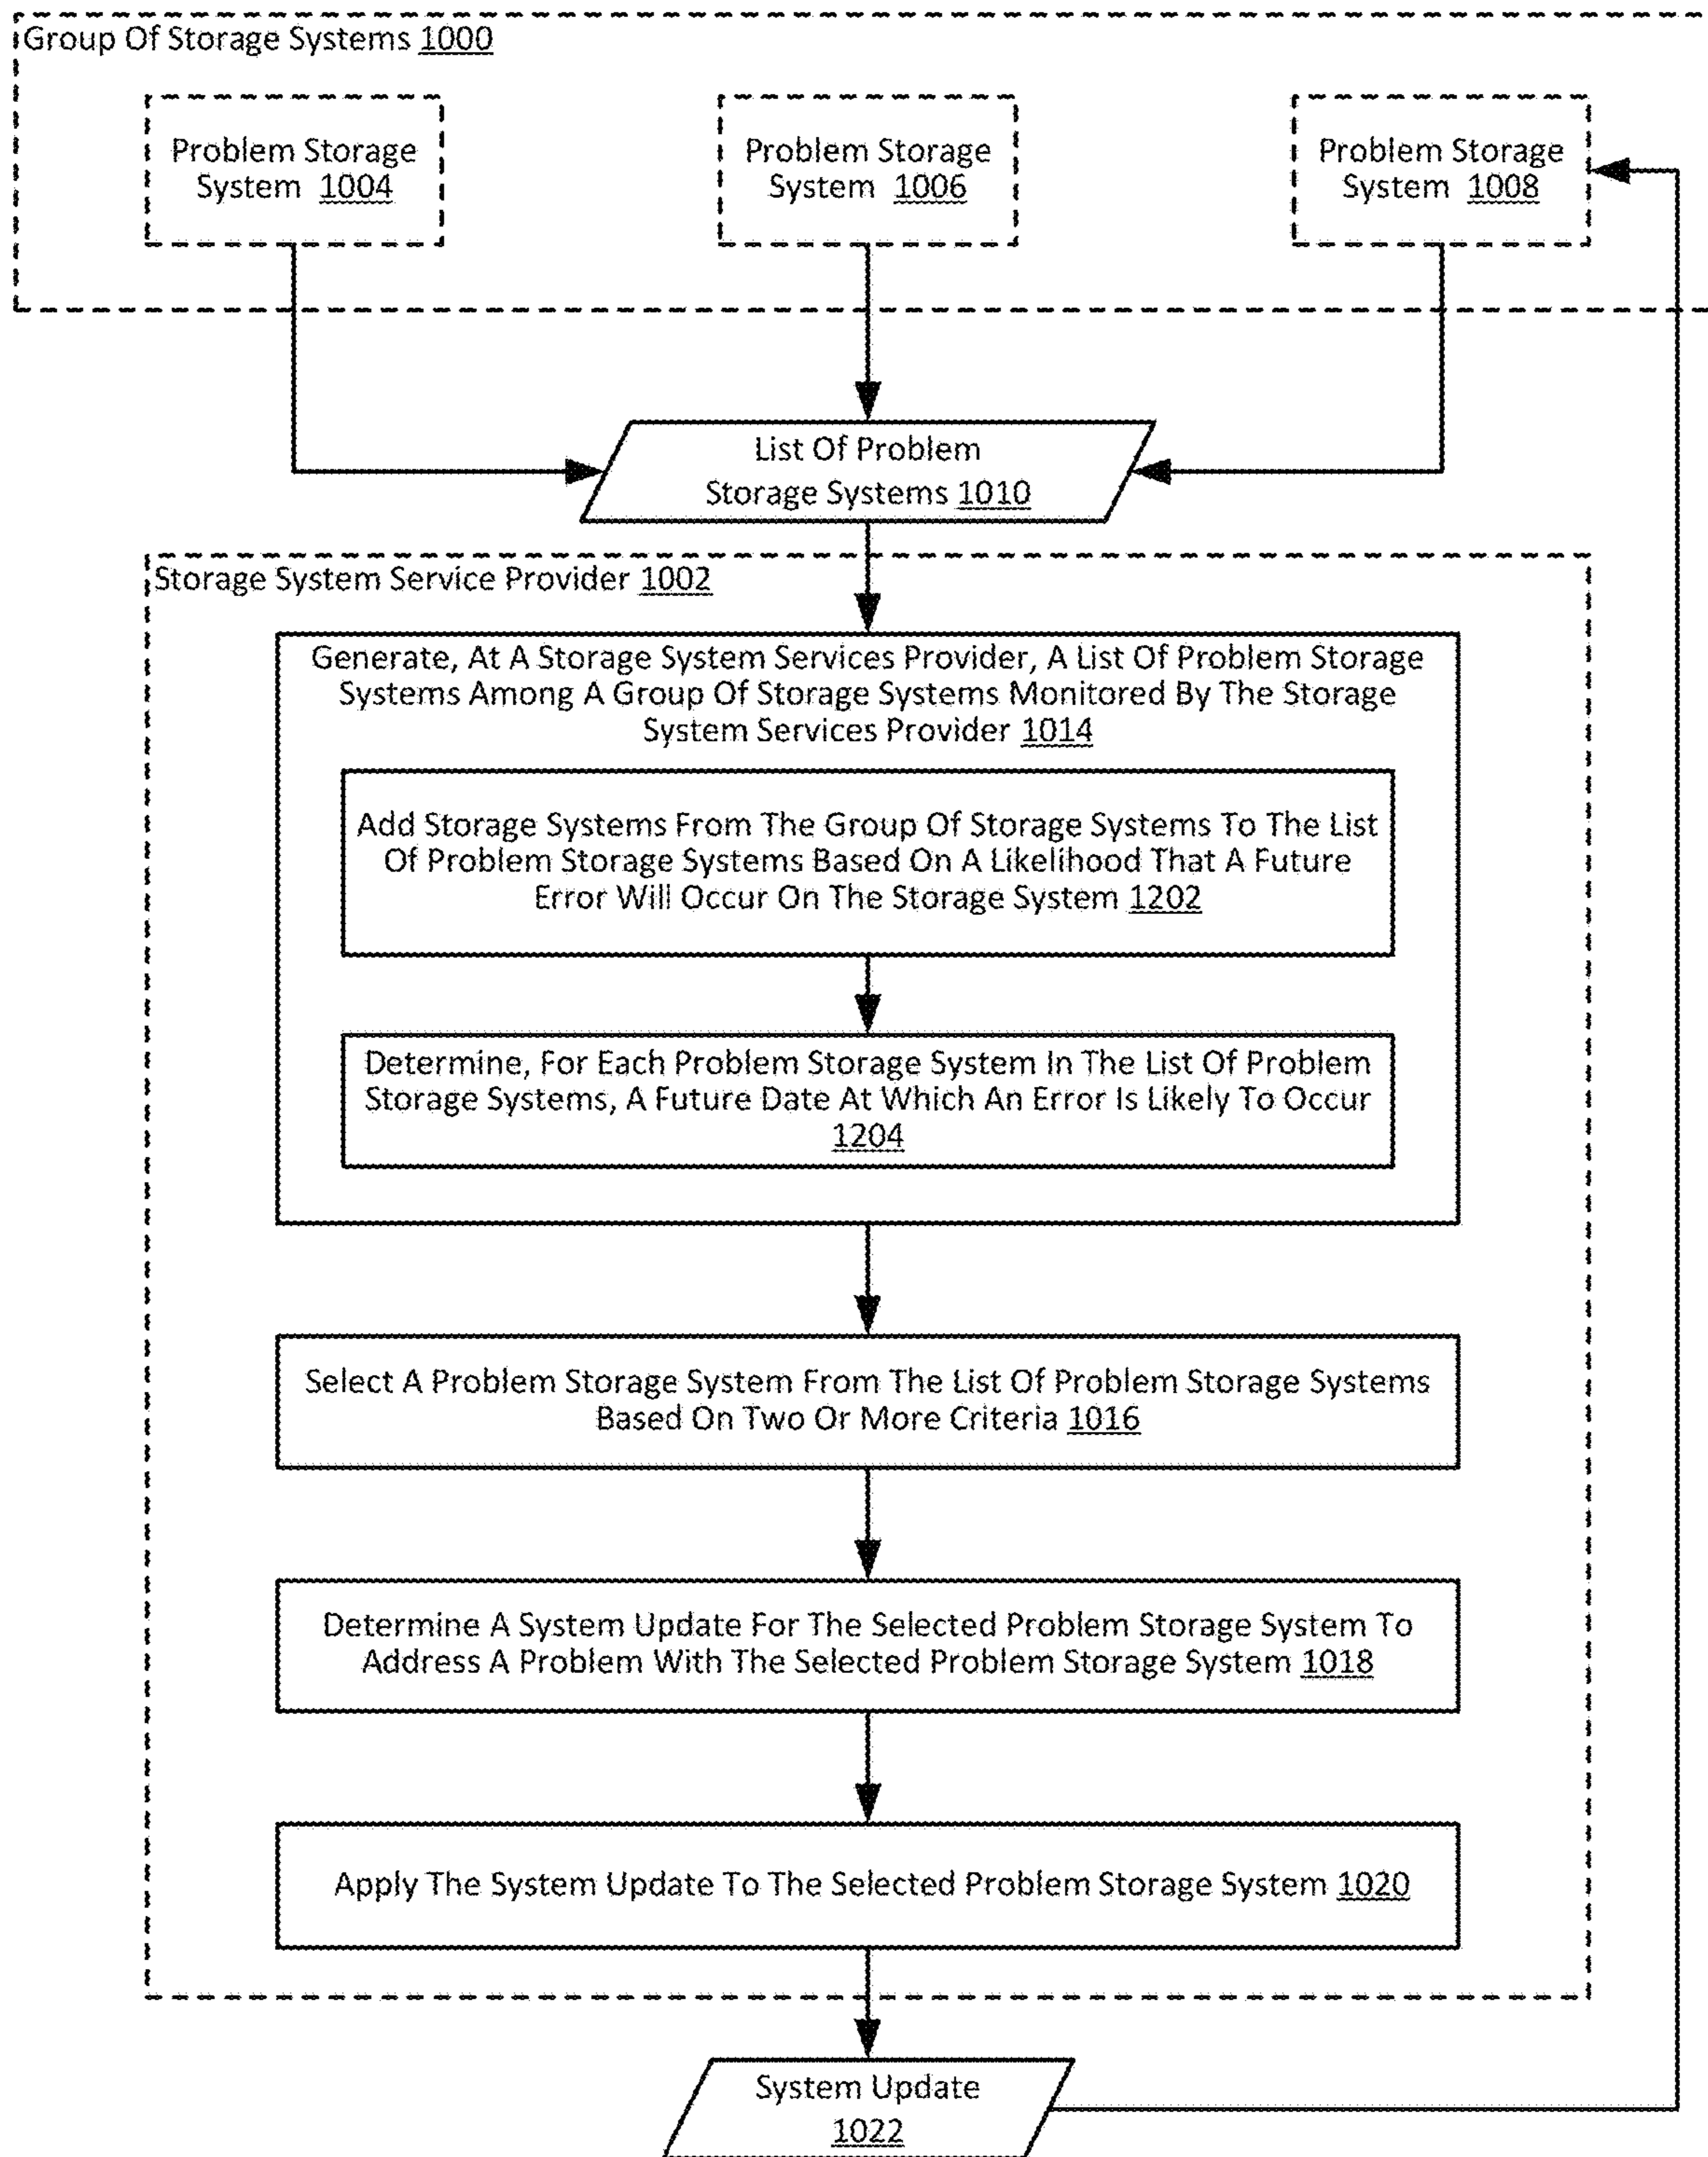 Group Of Storage Systems 1000
Problem Storage
System 1004
Problem Storage
System 1006
Problem Storage
System 1008
List Of Problem
Storage Systems 1010
Storage System Service Provider 1002
Generate, At A Storage System Services Provider, A List Of Problem Storage
Systems Among A Group Of Storage Systems Monitored By The Storage
System Services Provider 1014
Add Storage Systems From The Group Of Storage Systems To The List
Of Problem Storage Systems Based On A Likelihood That A Future
Error Will Occur On The Storage System 1202
Determine, For Each Problem Storage System In The List Of Problem
Storage Systems, A Future Date At Which An Error Is Likely To Occur
1204
Select A Problem Storage System From The List Of Problem Storage Systems
Based On Two Or More Criteria 1016
Determine A System Update For The Selected Problem Storage System To
Address A Problem With The Selected Problem Storage System 1018
Apply The System Update To The Selected Problem Storage System 1020
System Update
1022